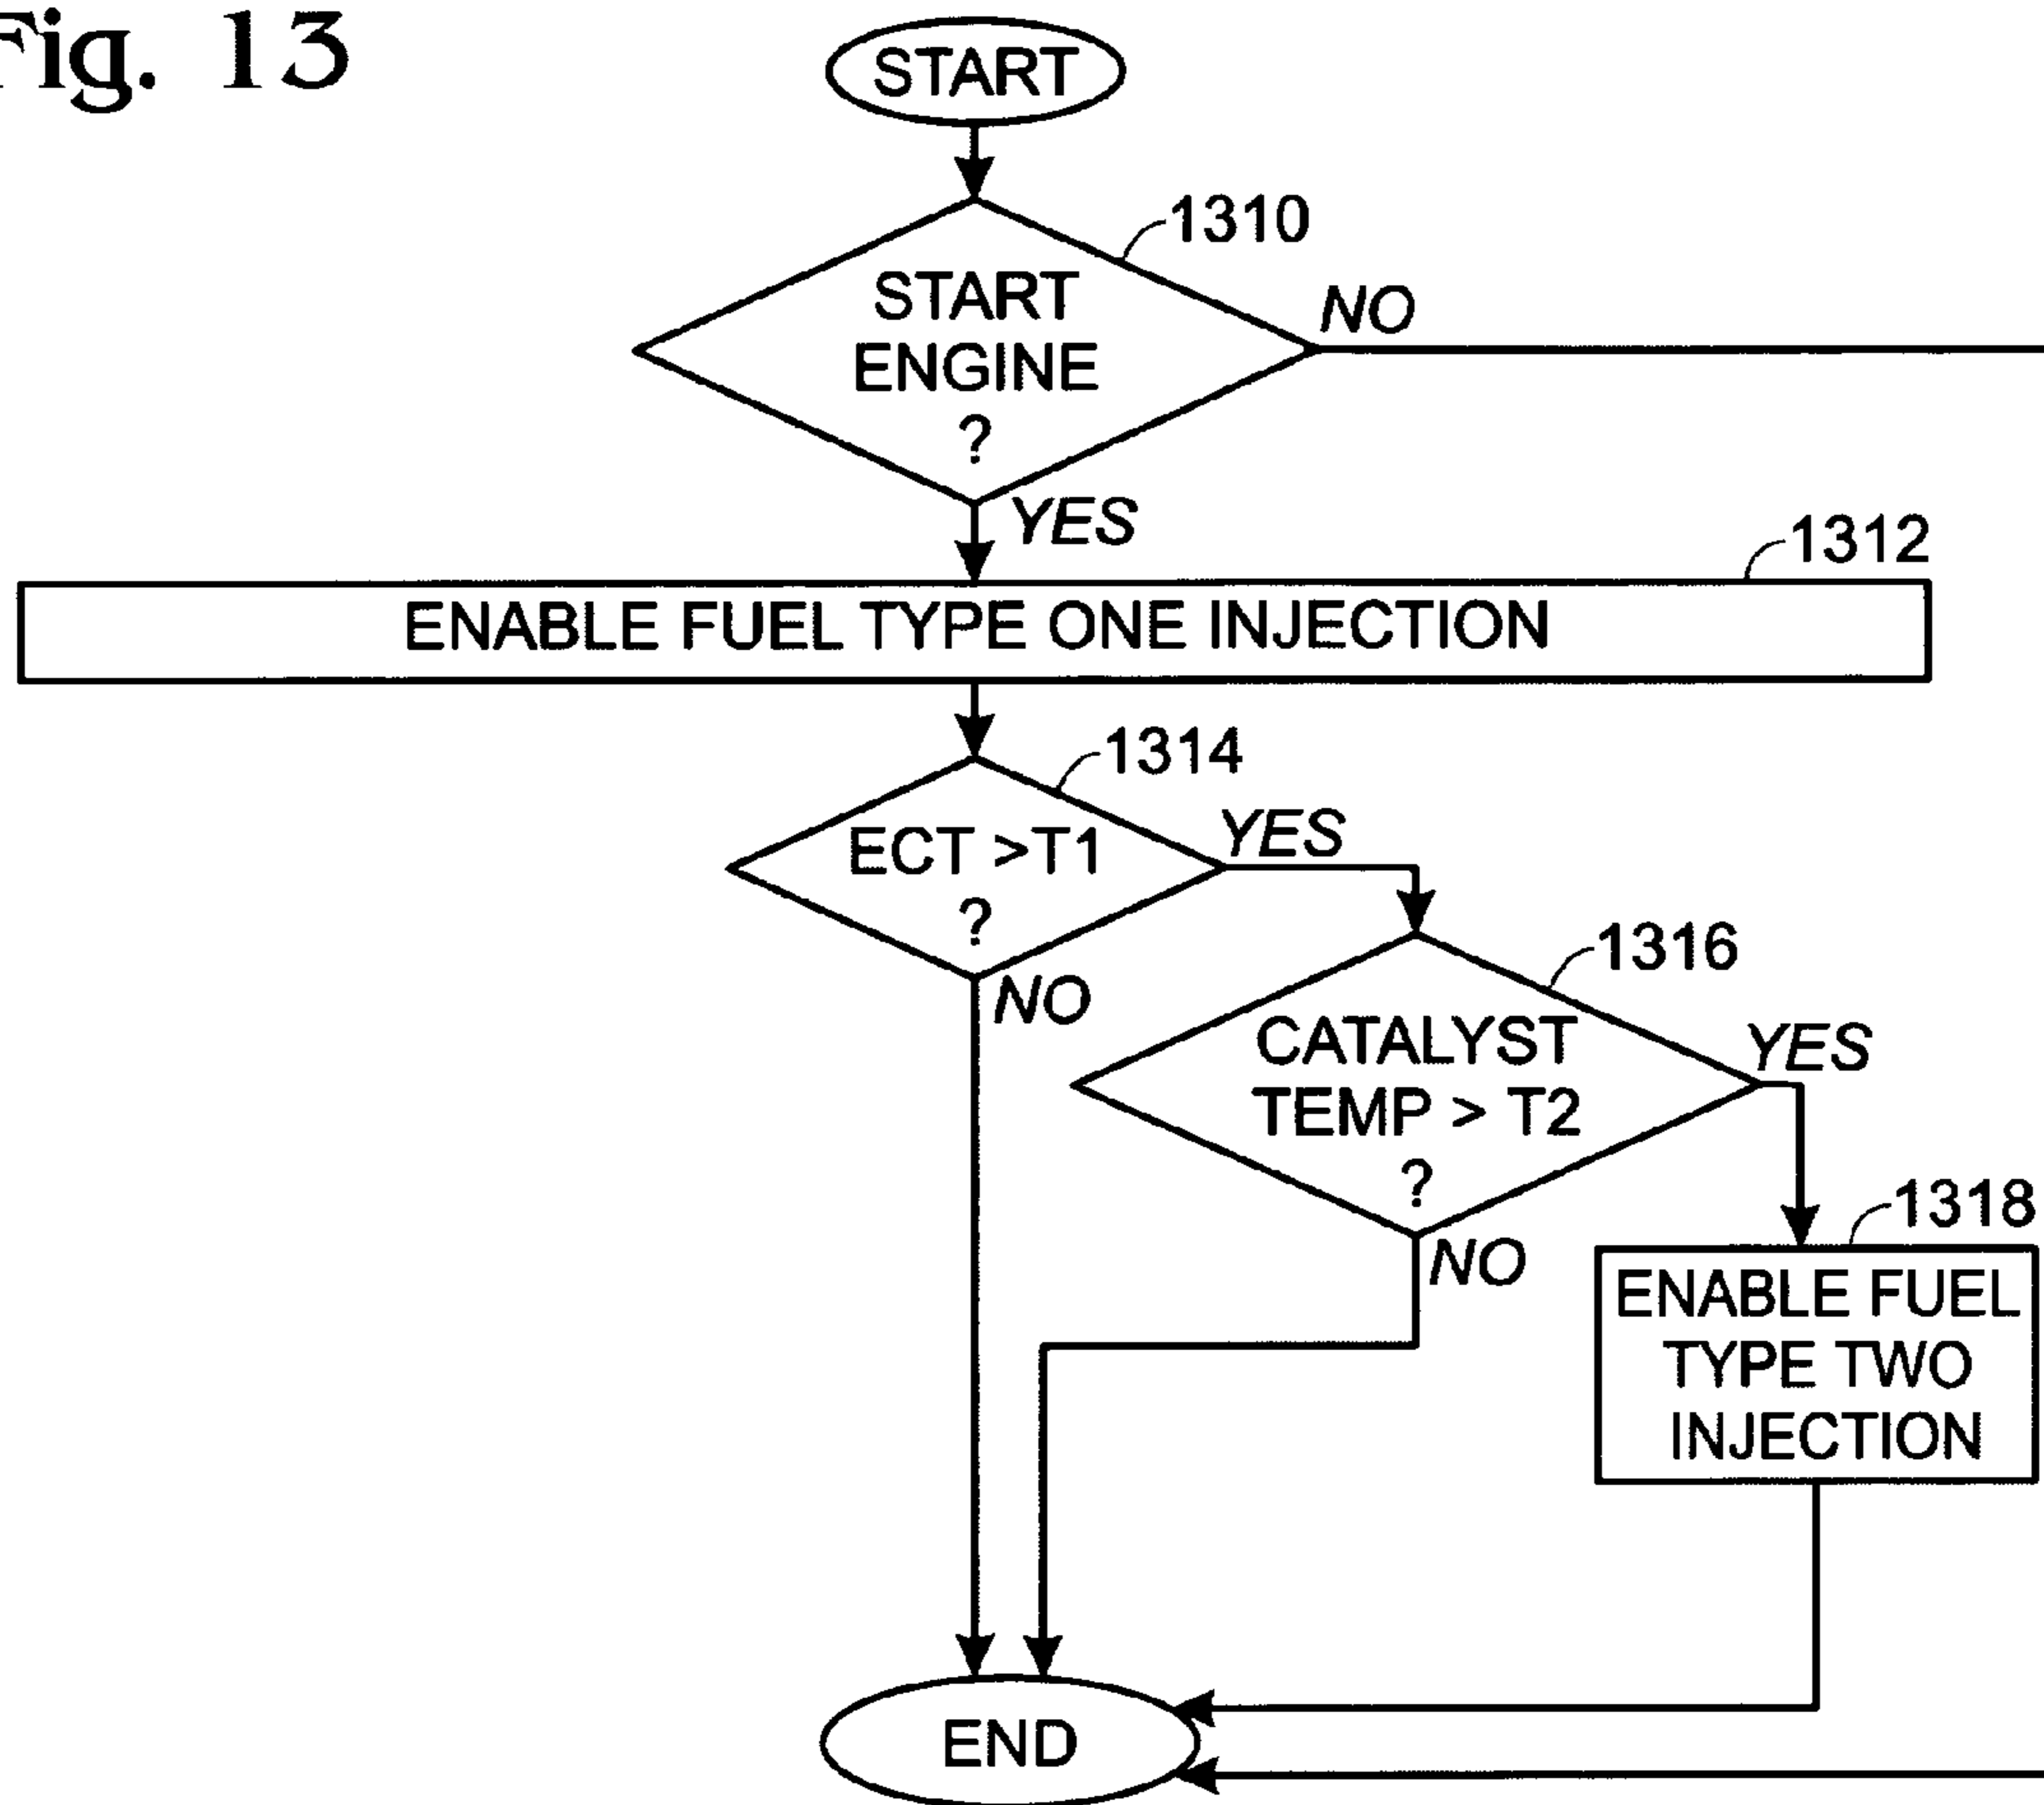 Fig. 13
START
1310
START
ENGINE
?
NO
YES
1312
ENABLE FUEL TYPE ONE INJECTION
1314
ECT >T1
?
YES
NO
1316
CATALYST
TEMP > T2
?
YES
NO
1318
ENABLE FUEL
TYPE TWO
INJECTION
END